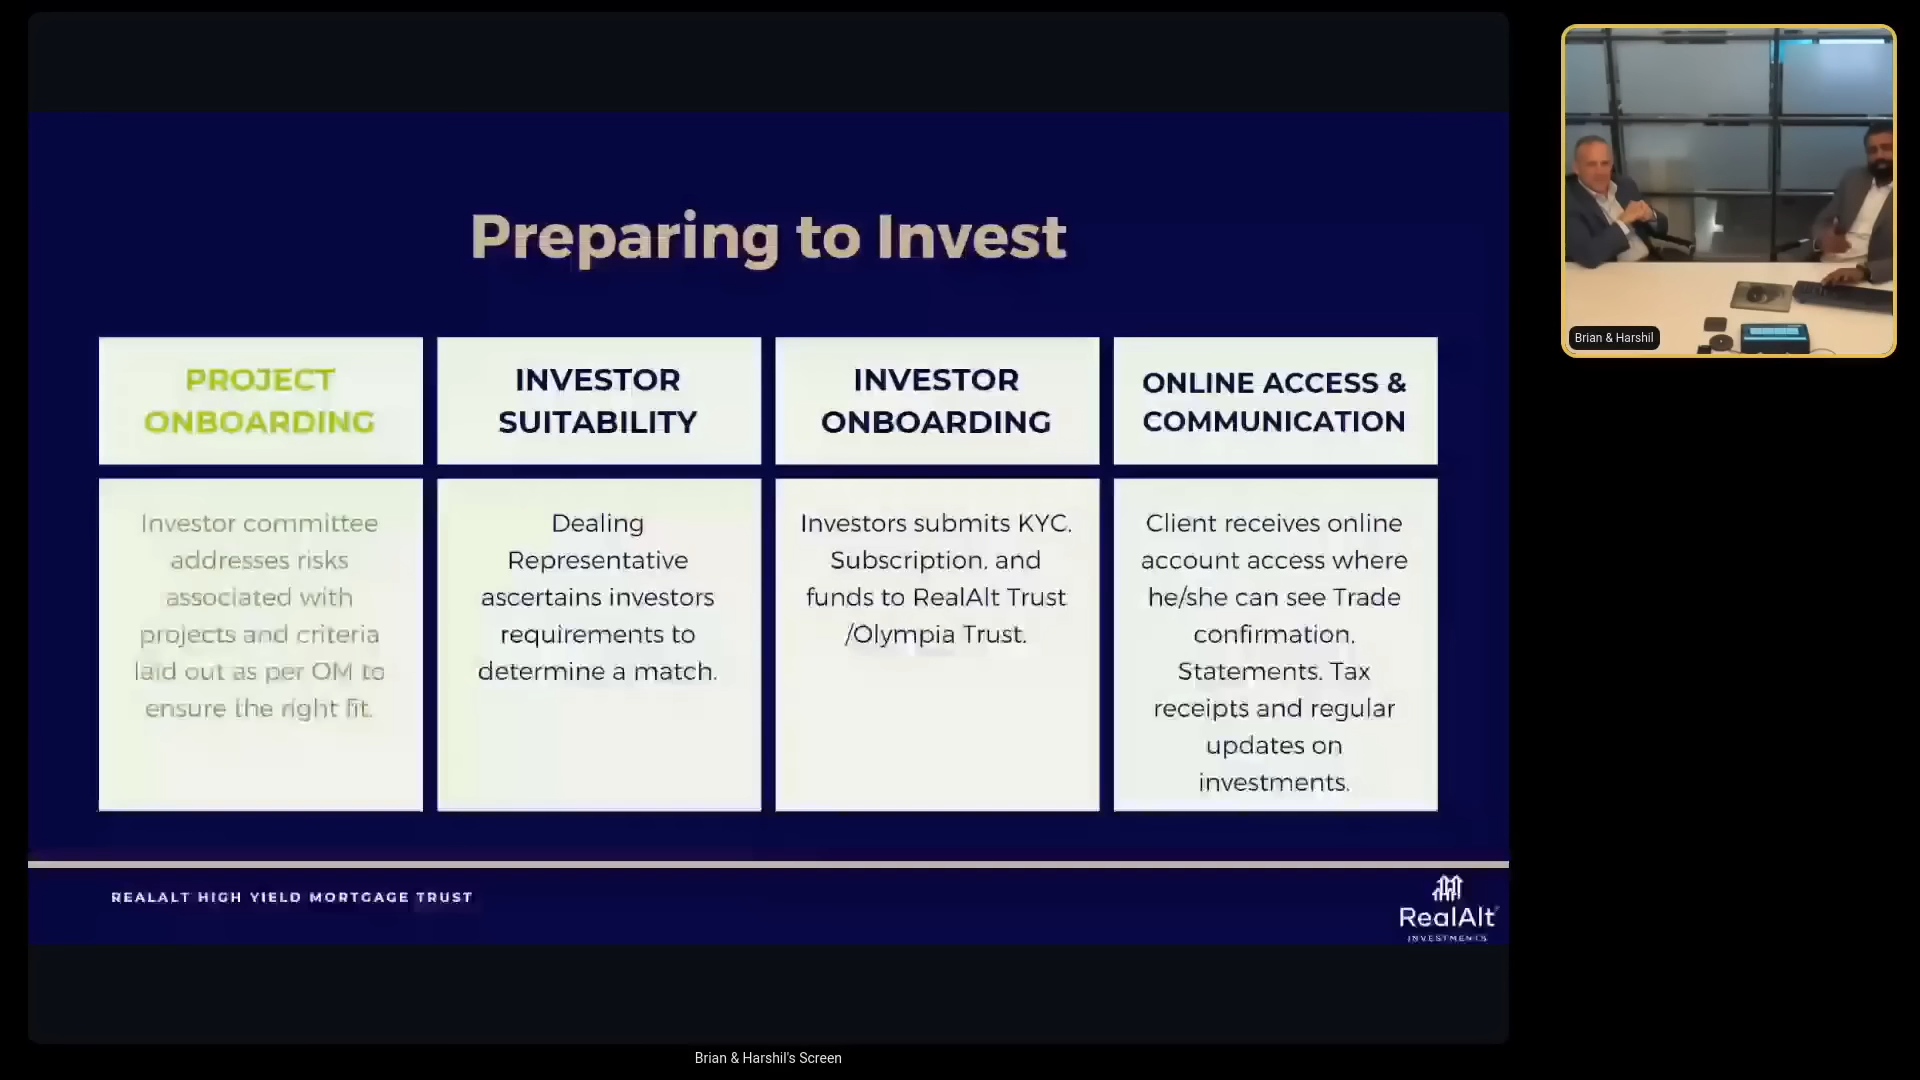 Preparing to Invest
PROJECT
ONBOARDING
Investor committee
addresses risks
associated with
projects and criteria
laid out as per OM to
ensure the right fit.
INVESTOR
SUITABILITY
Dealing
Representative
ascertains investors
requirements to
determine a match.
INVESTOR
ONBOARDING
Investors submits KYC,
Subscription, and
funds to RealAlt Trust
/Olympia Trust.
ONLINE ACCESS &
COMMUNICATION
Client receives online
account access where
he/she can see Trade
confirmation,
Statements, Tax
receipts and regular
updates on
investments.
REALALT HIGH YIELD MORTGAGE TRUST
RealAlt
INVESTMENTS
Brian & Harshil
Brian & Harshil's Screen